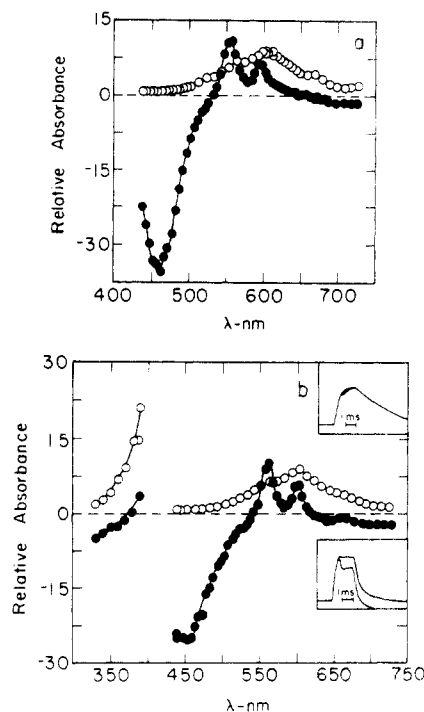 a
15
0
-15
-30
Relative Absorbance
400 500 600 700
λ-nm
b
30
15
0
-15
-30
Relative Absorbance
1ms
1ms
350 450 550 650 750
λ-nm